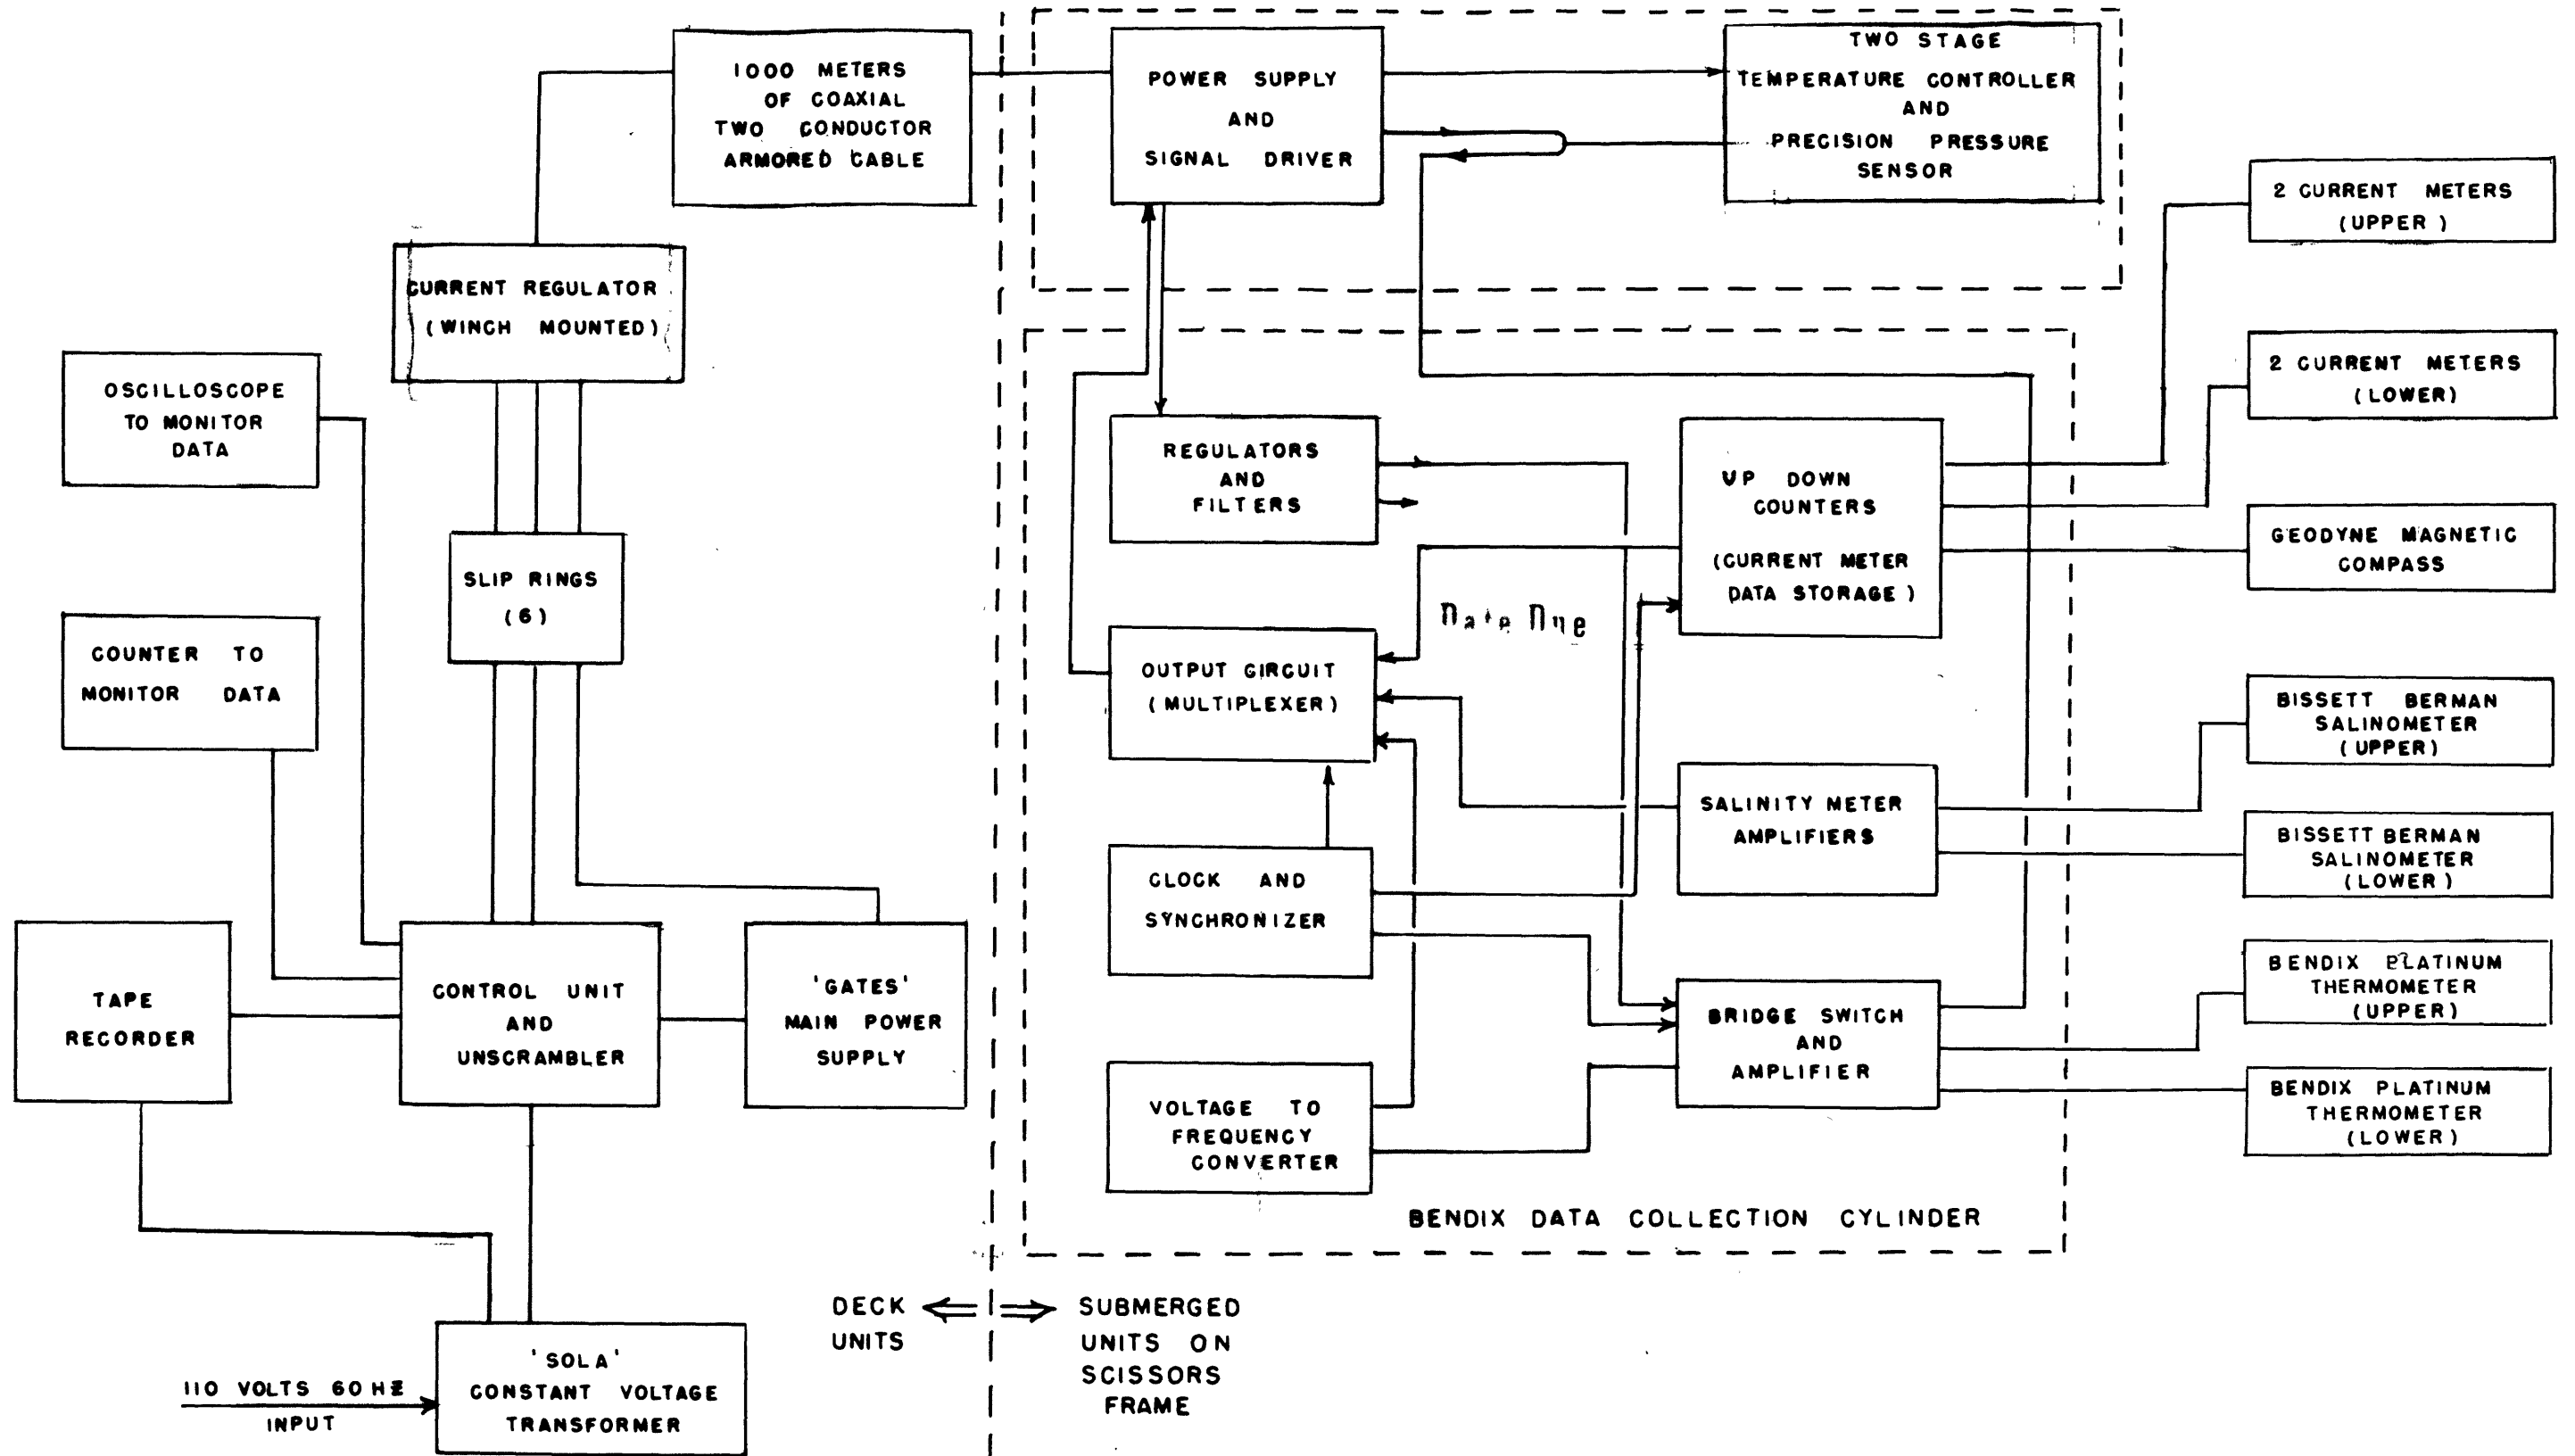 1000 METERS
OF COAXIAL
TWO CONDUCTOR
ARMORED CABLE
POWER SUPPLY
AND
SIGNAL DRIVER
TWO STAGE
TEMPERATURE CONTROLLER
AND
PRECISION PRESSURE
SENSOR
2 CURRENT METERS
(UPPER)
CURRENT REGULATOR
(WINCH MOUNTED)
2 CURRENT METERS
(LOWER)
OSCILLOSCOPE
TO MONITOR
DATA
REGULATORS
AND
FILTERS
UP DOWN
COUNTERS
(CURRENT METER
DATA STORAGE)
GEODYNE MAGNETIC
COMPASS
SLIP RINGS
(6)
Date Due
COUNTER TO
MONITOR DATA
OUTPUT CIRCUIT
(MULTIPLEXER)
BISSETT BERMAN
SALINOMETER
(UPPER)
SALINITY METER
AMPLIFIERS
BISSETT BERMAN
SALINOMETER
(LOWER)
CLOCK AND
SYNCHRONIZER
TAPE
RECORDER
CONTROL UNIT
AND
UNSCRAMBLER
'GATES'
MAIN POWER
SUPPLY
BRIDGE SWITCH
AND
AMPLIFIER
BENDIX PLATINUM
THERMOMETER
(UPPER)
VOLTAGE TO
FREQUENCY
CONVERTER
BENDIX PLATINUM
THERMOMETER
(LOWER)
BENDIX DATA COLLECTION CYLINDER
DECK
UNITS
SUBMERGED
UNITS ON
SCISSORS
FRAME
110 VOLTS 60 HZ
INPUT
'SOLA'
CONSTANT VOLTAGE
TRANSFORMER